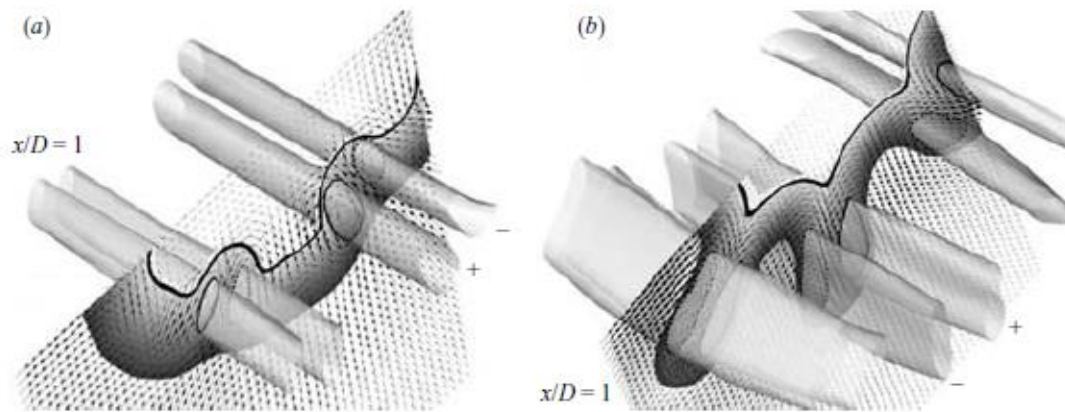 (a)
(b)
x/D = 1
−
+
+
−
x/D = 1